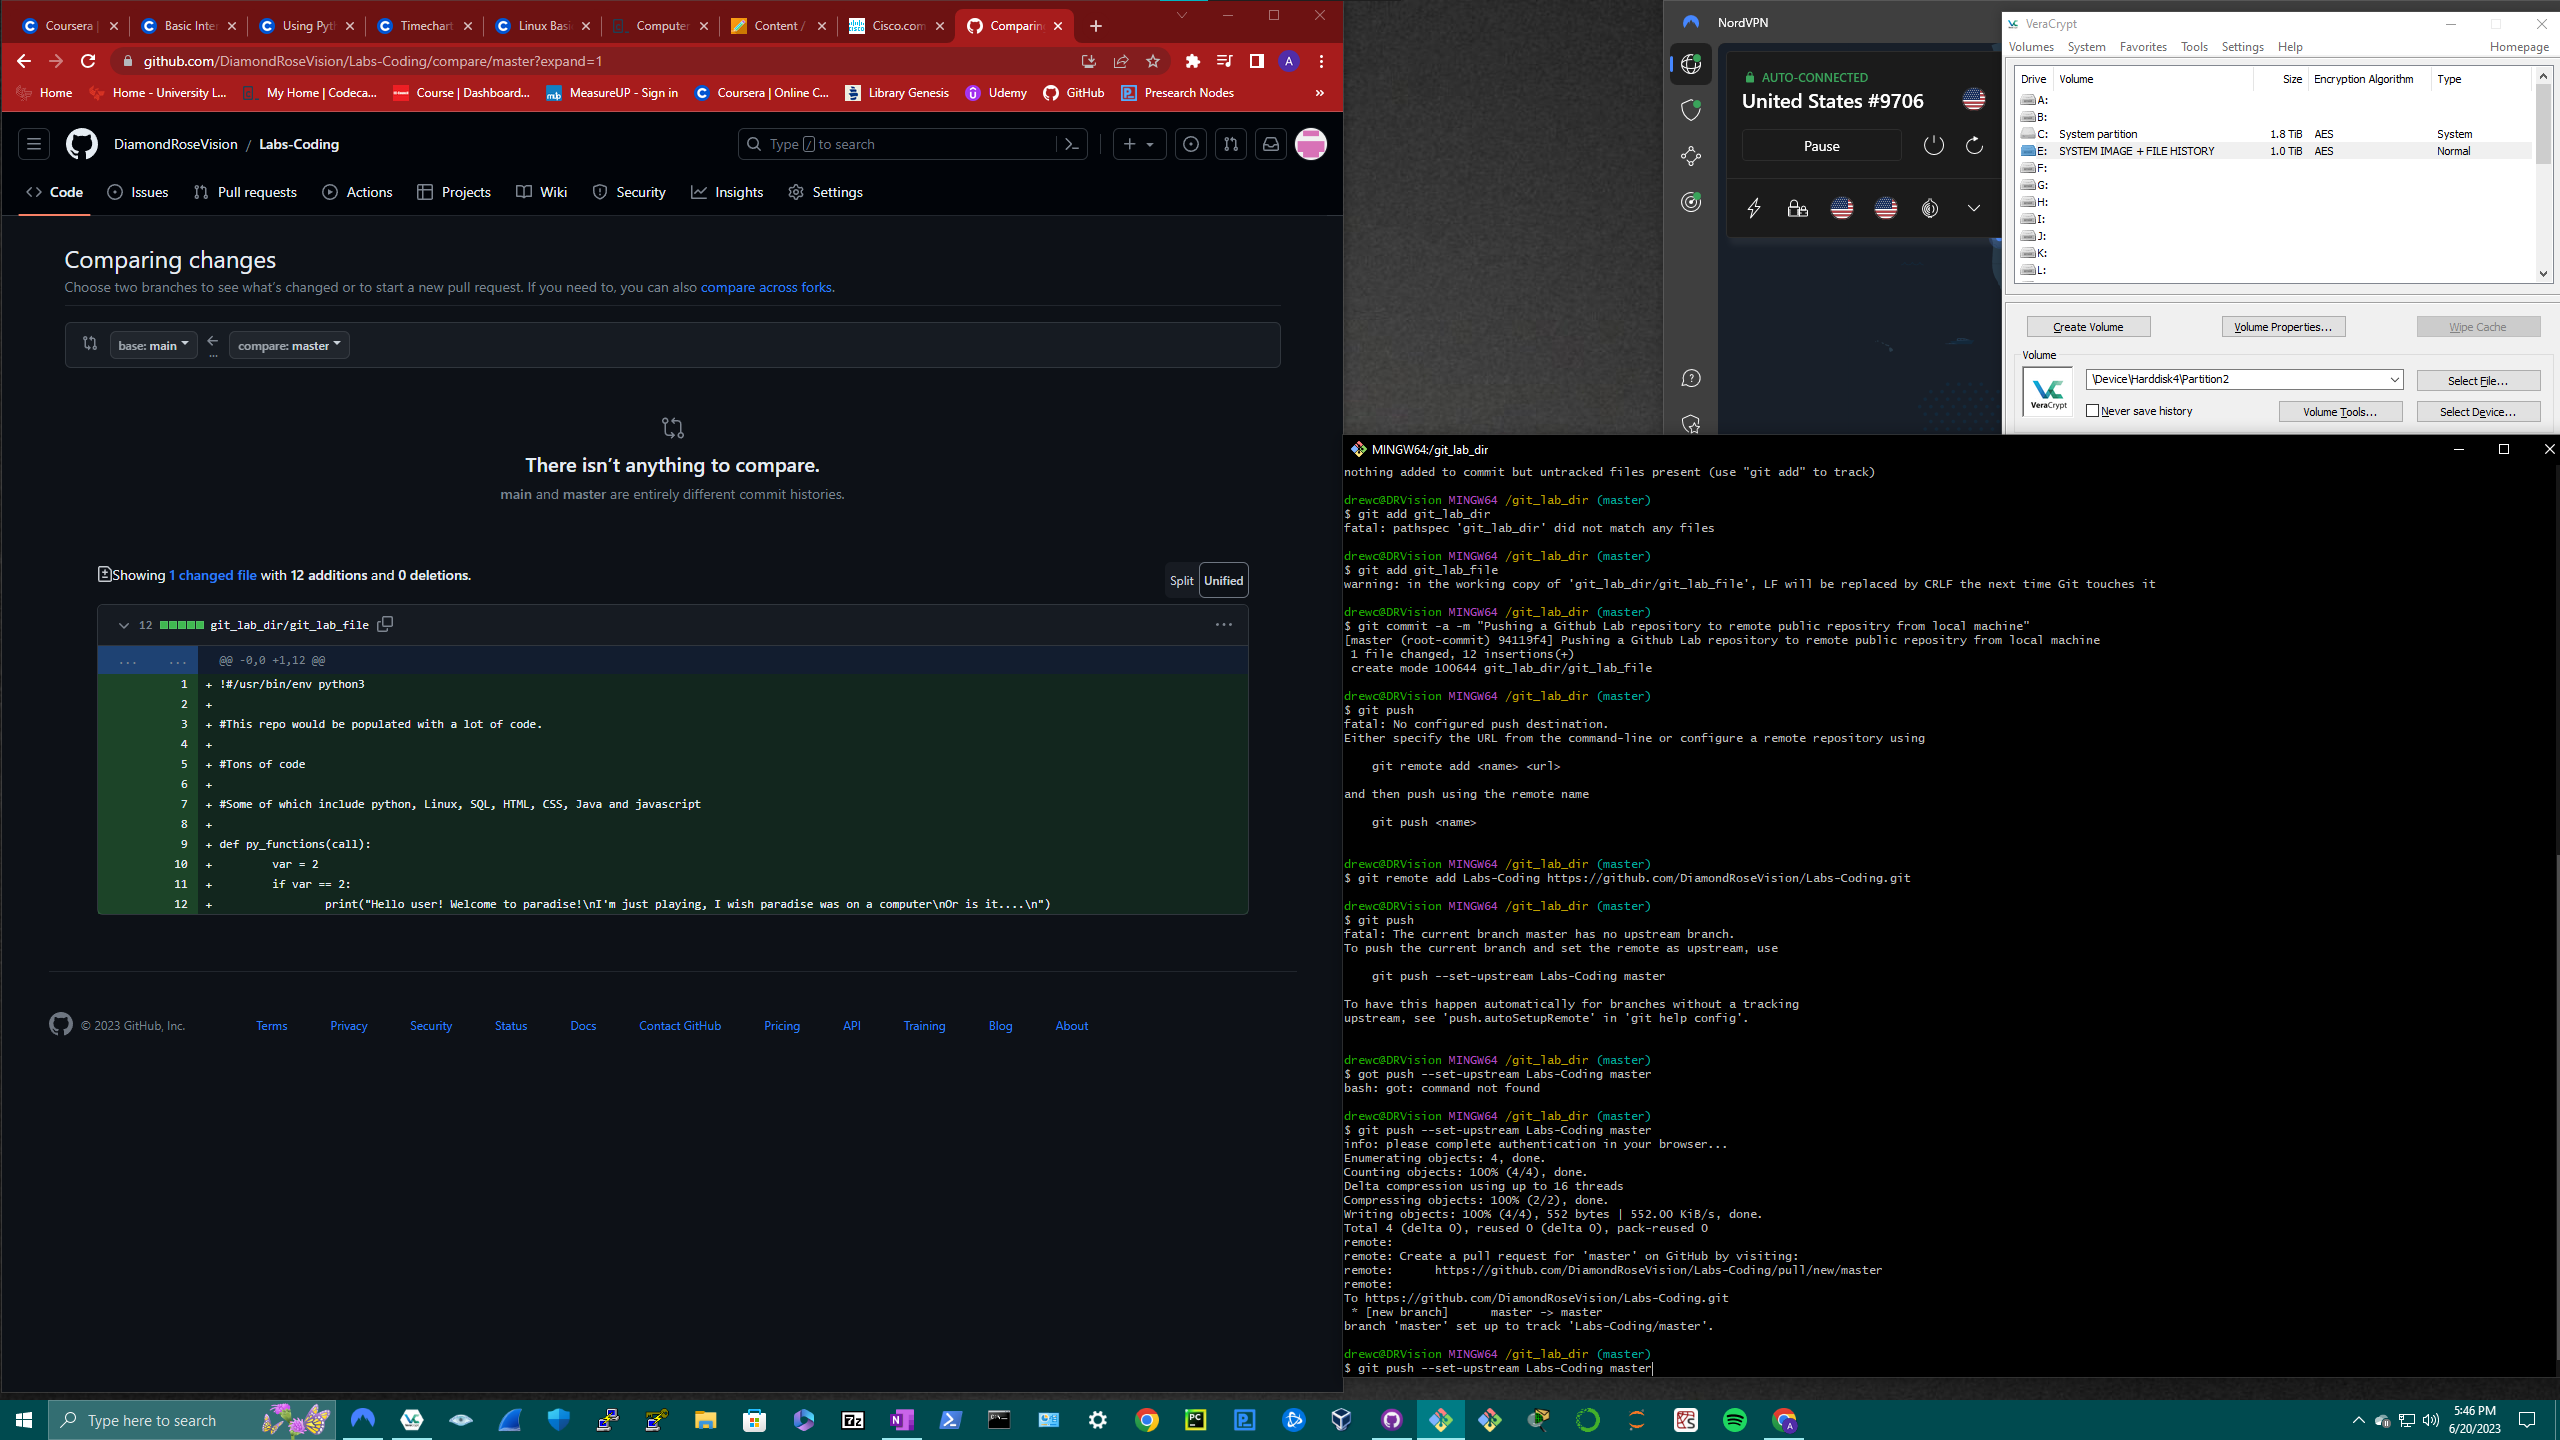 Coursera |
Basic Inter
Using Pyth
Timechart
Linux Basi
Computer
Content /
Cisco.com
Comparing
github.com/DiamondRoseVision/Labs-Coding/compare/master?expand=1
A
Home
Home - University L...
My Home | Codeca...
Course | Dashboard...
MeasureUP - Sign in
Coursera | Online C...
Library Genesis
Udemy
GitHub
Presearch Nodes
»
DiamondRoseVision / Labs-Coding
Type / to search
Code
Issues
Pull requests
Actions
Projects
Wiki
Security
Insights
Settings
Comparing changes
Choose two branches to see what's changed or to start a new pull request. If you need to, you can also compare across forks.
base: main
...
compare: master
There isn't anything to compare.
main and master are entirely different commit histories.
Showing 1 changed file with 12 additions and 0 deletions.
Split
Unified
12 git_lab_dir/git_lab_file
...
... ... @@ -0,0 +1,12 @@
1 + !#/usr/bin/env python3
2 +
3 + #This repo would be populated with a lot of code.
4 +
5 + #Tons of code
6 +
7 + #Some of which include python, Linux, SQL, HTML, CSS, Java and javascript
8 +
9 + def py_functions(call):
10 + var = 2
11 + if var == 2:
12 + print("Hello user! Welcome to paradise!\nI'm just playing, I wish paradise was on a computer\nOr is it....\n")
© 2023 GitHub, Inc.
Terms
Privacy
Security
Status
Docs
Contact GitHub
Pricing
API
Training
Blog
About
NordVPN
AUTO-CONNECTED
United States #9706
Pause
VeraCrypt
Volumes System Favorites Tools Settings Help Homepage
Drive Volume Size Encryption Algorithm Type
A:
B:
C: System partition 1.8 TiB AES System
E: SYSTEM IMAGE + FILE HISTORY 1.0 TiB AES Normal
F:
G:
H:
I:
J:
K:
L:
Create Volume
Volume Properties...
Wipe Cache
Volume
VeraCrypt
\Device\Harddisk4\Partition2
Select File...
Never save history
Volume Tools...
Select Device...
MINGW64:/git_lab_dir
nothing added to commit but untracked files present (use "git add" to track)
drewc@DRVision MINGW64 /git_lab_dir (master)
$ git add git_lab_dir
fatal: pathspec 'git_lab_dir' did not match any files
drewc@DRVision MINGW64 /git_lab_dir (master)
$ git add git_lab_file
warning: in the working copy of 'git_lab_dir/git_lab_file', LF will be replaced by CRLF the next time Git touches it
drewc@DRVision MINGW64 /git_lab_dir (master)
$ git commit -a -m "Pushing a Github Lab repository to remote public repositry from local machine"
[master (root-commit) 94119f4] Pushing a Github Lab repository to remote public repositry from local machine
1 file changed, 12 insertions(+)
create mode 100644 git_lab_dir/git_lab_file
drewc@DRVision MINGW64 /git_lab_dir (master)
$ git push
fatal: No configured push destination.
Either specify the URL from the command-line or configure a remote repository using
git remote add <name> <url>
and then push using the remote name
git push <name>
drewc@DRVision MINGW64 /git_lab_dir (master)
$ git remote add Labs-Coding https://github.com/DiamondRoseVision/Labs-Coding.git
drewc@DRVision MINGW64 /git_lab_dir (master)
$ git push
fatal: The current branch master has no upstream branch.
To push the current branch and set the remote as upstream, use
git push --set-upstream Labs-Coding master
To have this happen automatically for branches without a tracking
upstream, see 'push.autoSetupRemote' in 'git help config'.
drewc@DRVision MINGW64 /git_lab_dir (master)
$ got push --set-upstream Labs-Coding master
bash: got: command not found
drewc@DRVision MINGW64 /git_lab_dir (master)
$ git push --set-upstream Labs-Coding master
info: please complete authentication in your browser...
Enumerating objects: 4, done.
Counting objects: 100% (4/4), done.
Delta compression using up to 16 threads
Compressing objects: 100% (2/2), done.
Writing objects: 100% (4/4), 552 bytes | 552.00 KiB/s, done.
Total 4 (delta 0), reused 0 (delta 0), pack-reused 0
remote:
remote: Create a pull request for 'master' on GitHub by visiting:
remote: https://github.com/DiamondRoseVision/Labs-Coding/pull/new/master
remote:
To https://github.com/DiamondRoseVision/Labs-Coding.git
* [new branch] master -> master
branch 'master' set up to track 'Labs-Coding/master'.
drewc@DRVision MINGW64 /git_lab_dir (master)
$ git push --set-upstream Labs-Coding master
Type here to search
7z
PC
5:46 PM
6/20/2023